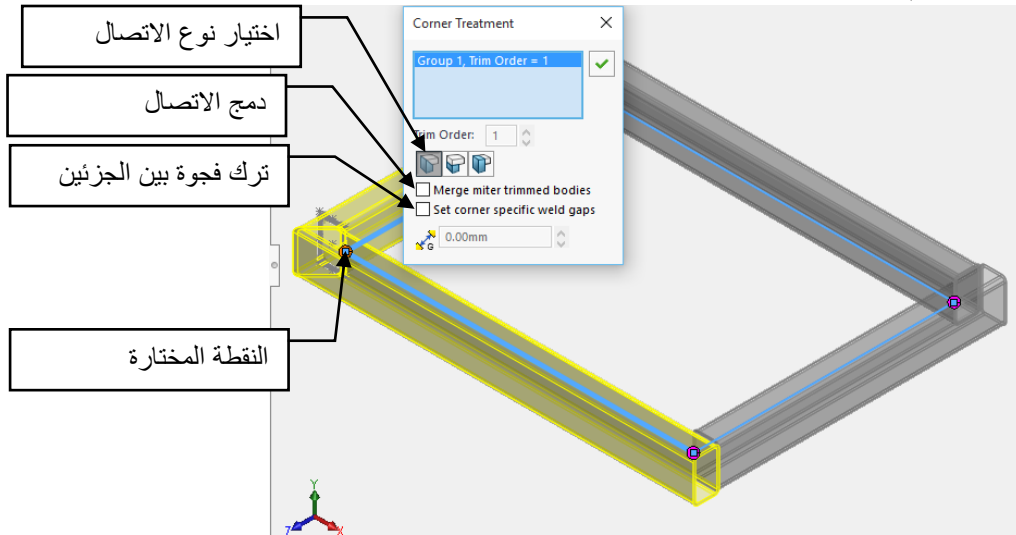 اختيار نوع الاتصال
دمج الاتصال
ترك فجوة بين الجزئين
النقطة المختارة
Corner Treatment
Group 1, Trim Order = 1
Trim Order: 1
Merge miter trimmed bodies
Set corner specific weld gaps
G 0.00mm
Y
Z X